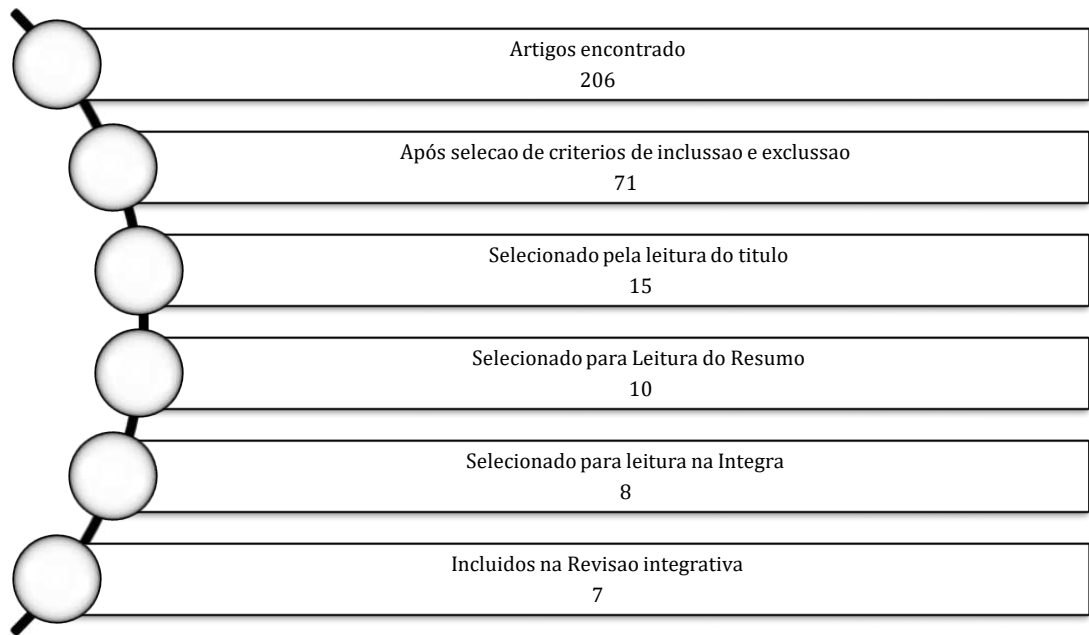 Artigos encontrado
206
Após selecao de criterios de inclussao e exclussao
71
Selecionado pela leitura do titulo
15
Selecionado para Leitura do Resumo
10
Selecionado para leitura na Integra
8
Incluidos na Revisao integrativa
7